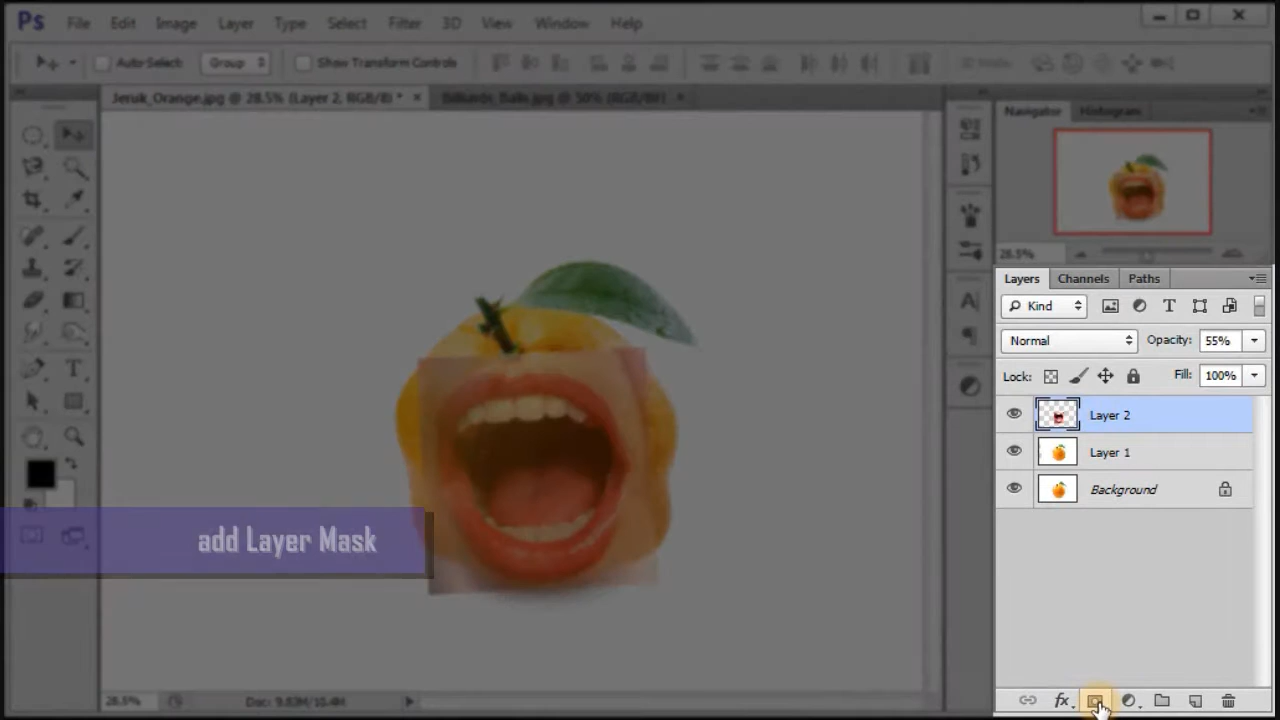 Ps File Edit Image Layer Type Select Filter 3D View Window Help
Auto-Select: Group Show Transform Controls
Jeruk_Orange.jpg @ 28.5% (Layer 2, RGB/8) * × Billiards_Balls.jpg @ 50% (RGB/8#) ×
Navigator Histogram
28.5%
Layers Channels Paths
Kind
Normal Opacity: 55%
Lock: Fill: 100%
Layer 2
Layer 1
Background
add Layer Mask
28.5% Doc: 9.83M/10.4M